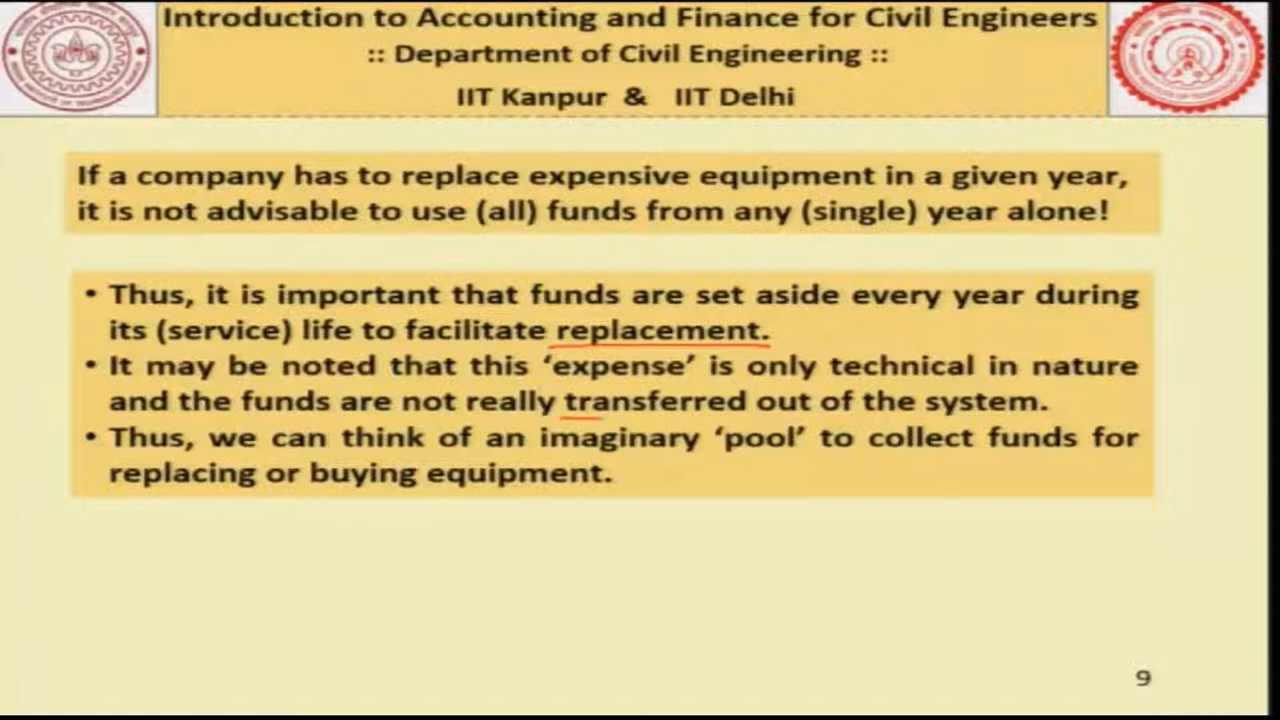 Introduction to Accounting and Finance for Civil Engineers
:: Department of Civil Engineering ::
IIT Kanpur & IIT Delhi
If a company has to replace expensive equipment in a given year,
it is not advisable to use (all) funds from any (single) year alone!
• Thus, it is important that funds are set aside every year during
its (service) life to facilitate replacement.
• It may be noted that this ‘expense’ is only technical in nature
and the funds are not really transferred out of the system.
• Thus, we can think of an imaginary ‘pool’ to collect funds for
replacing or buying equipment.
9